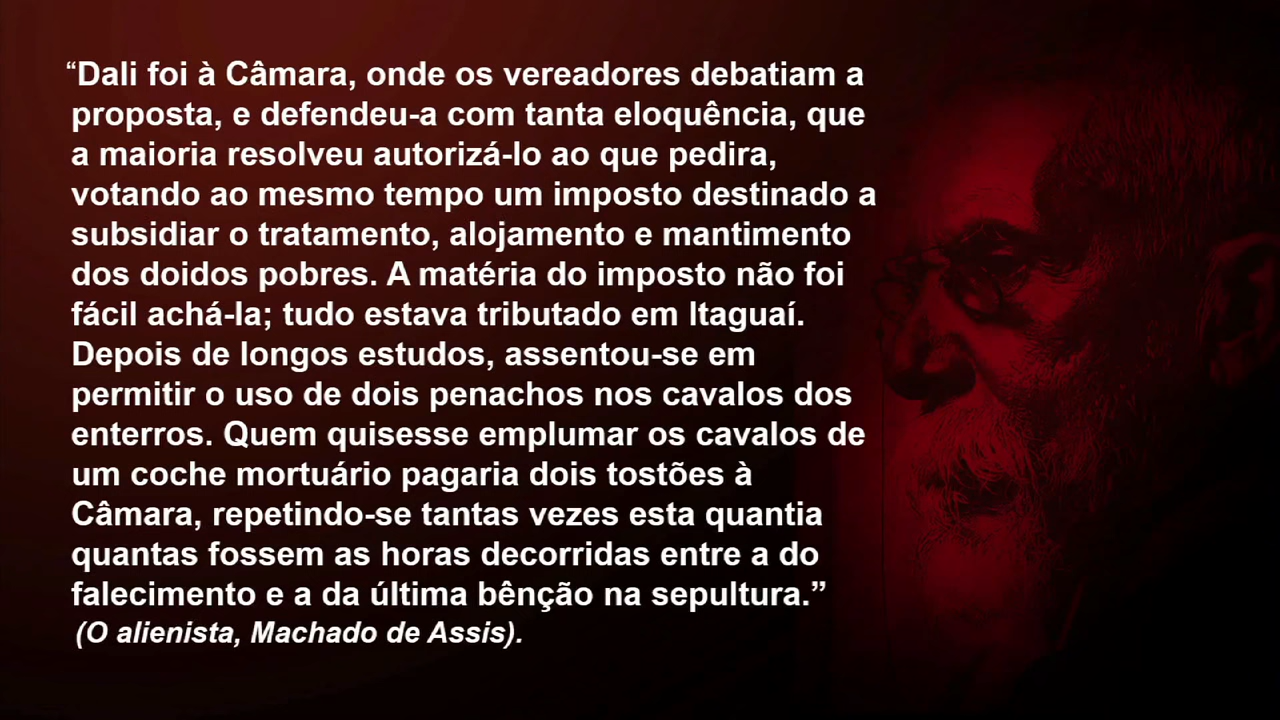 “Dali foi à Câmara, onde os vereadores debatiam a
proposta, e defendeu-a com tanta eloquência, que
a maioria resolveu autorizá-lo ao que pedira,
votando ao mesmo tempo um imposto destinado a
subsidiar o tratamento, alojamento e mantimento
dos doidos pobres. A matéria do imposto não foi
fácil achá-la; tudo estava tributado em Itaguaí.
Depois de longos estudos, assentou-se em
permitir o uso de dois penachos nos cavalos dos
enterros. Quem quisesse emplumar os cavalos de
um coche mortuário pagaria dois tostões à
Câmara, repetindo-se tantas vezes esta quantia
quantas fossem as horas decorridas entre a do
falecimento e a da última bênção na sepultura.”
(O alienista, Machado de Assis).